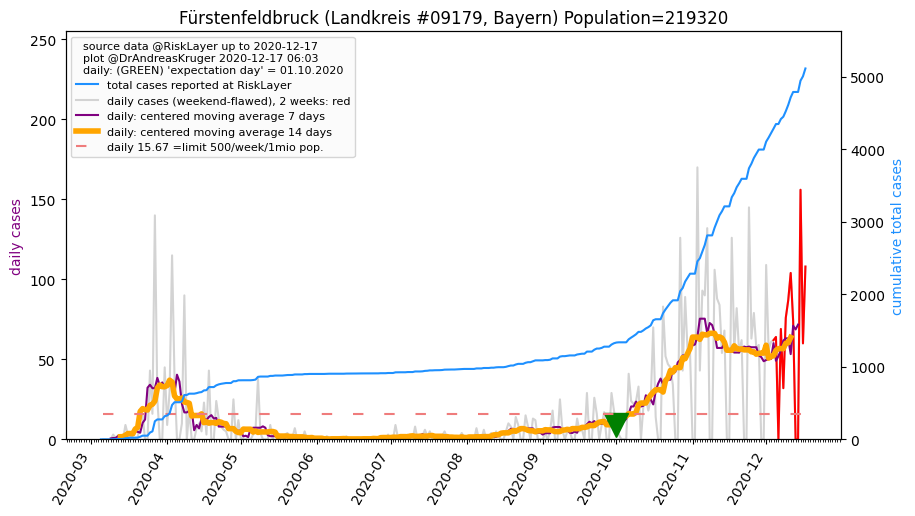 Fürstenfeldbruck (Landkreis #09179, Bayern) Population=219320
source data @RiskLayer up to 2020-12-17
plot @DrAndreasKruger 2020-12-17 06:03
daily: (GREEN) 'expectation day' = 01.10.2020
total cases reported at RiskLayer
daily cases (weekend-flawed), 2 weeks: red
daily: centered moving average 7 days
daily: centered moving average 14 days
daily 15.67 =limit 500/week/1mio pop.
daily cases
250
200
150
100
50
0
cumulative total cases
5000
4000
3000
2000
1000
0
2020-03
2020-04
2020-05
2020-06
2020-07
2020-08
2020-09
2020-10
2020-11
2020-12